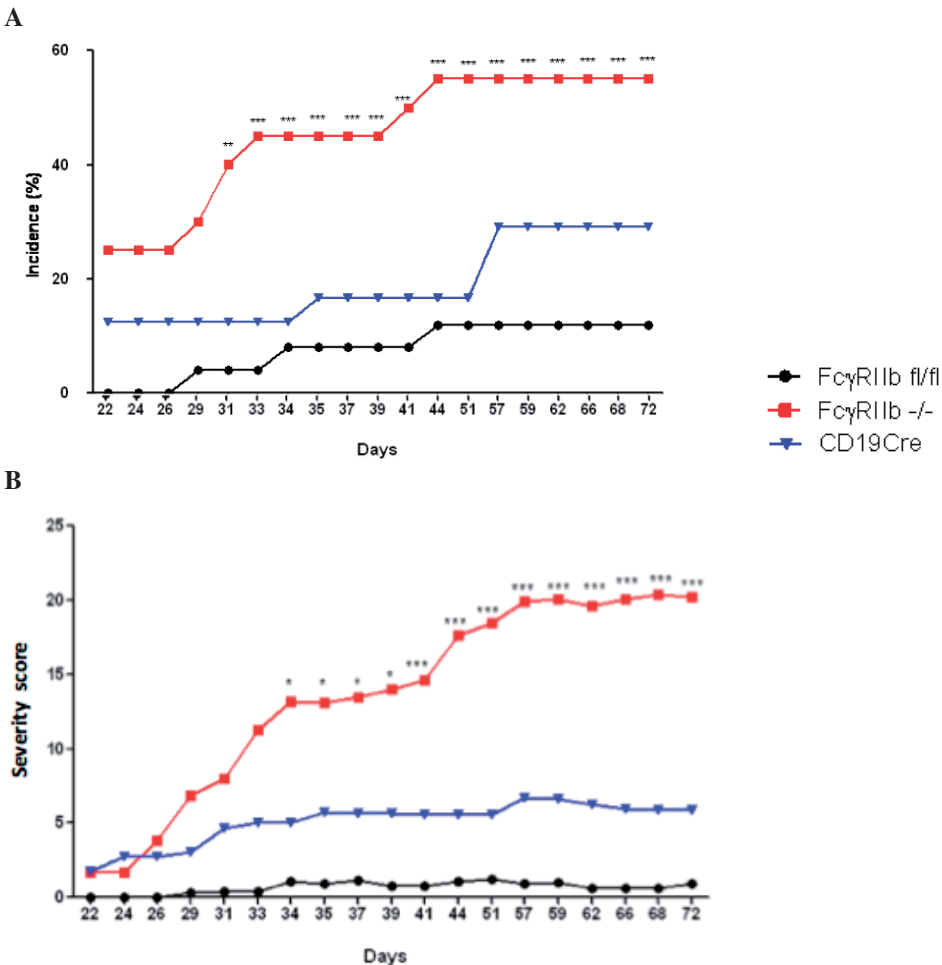 A
60
40
20
0
Incidence (%)
** *** *** *** *** *** *** *** *** *** *** *** *** *** ***
22 24 26 29 31 33 34 35 37 39 41 44 51 57 59 62 66 68 72
Days
FcγRIIb fl/fl
FcγRIIb -/-
CD19Cre
B
25
20
15
10
5
0
Severity score
* * * * *** *** *** *** *** *** *** *** ***
22 24 26 29 31 33 34 35 37 39 41 44 51 57 59 62 66 68 72
Days